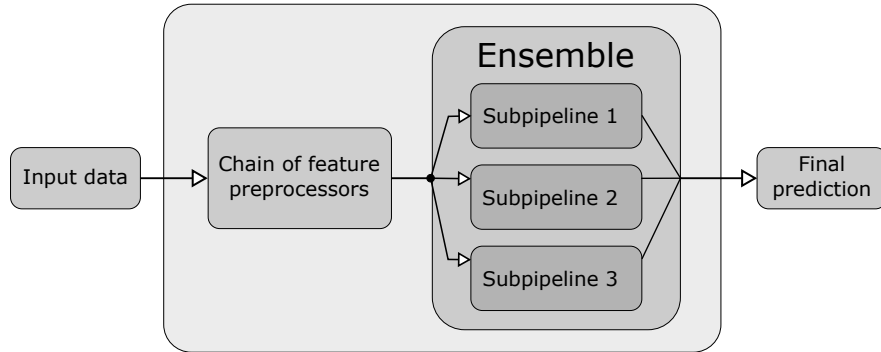 Input data
Chain of feature
preprocessors
Ensemble
Subpipeline 1
Subpipeline 2
Subpipeline 3
Final
prediction